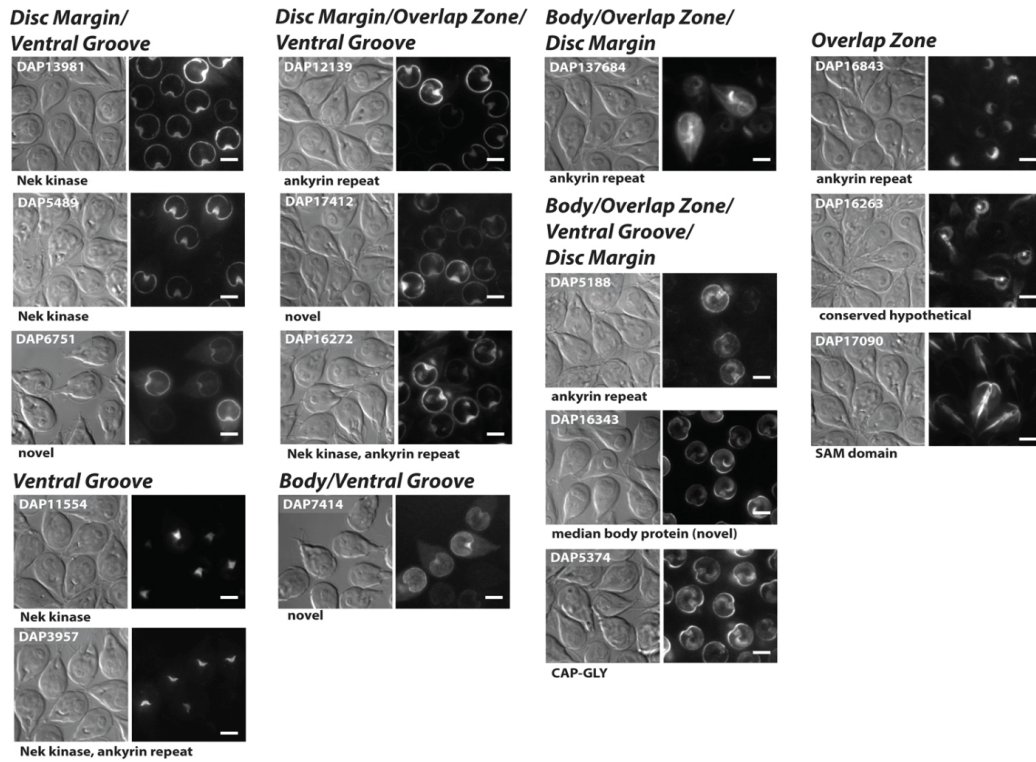 Disc Margin/
Ventral Groove
DAP13981
Nek kinase
DAP5489
Nek kinase
DAP6751
novel
Ventral Groove
DAP11554
Nek kinase
DAP3957
Nek kinase, ankyrin repeat
Disc Margin/Overlap Zone/
Ventral Groove
DAP12139
ankyrin repeat
DAP17412
novel
DAP16272
Nek kinase, ankyrin repeat
Body/Ventral Groove
DAP7414
novel
Body/Overlap Zone/
Disc Margin
DAP137684
ankyrin repeat
Body/Overlap Zone/
Ventral Groove/
Disc Margin
DAP5188
ankyrin repeat
DAP16343
median body protein (novel)
DAP5374
CAP-GLY
Overlap Zone
DAP16843
ankyrin repeat
DAP16263
conserved hypothetical
DAP17090
SAM domain